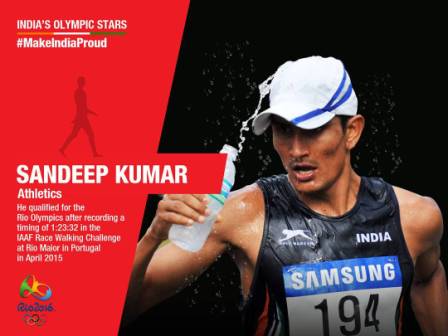 INDIA'S OLYMPIC STARS
#MakeIndiaProud
SANDEEP KUMAR
Athletics
He qualified for the
Rio Olympics after recording a
timing of 1:23:32 in the
IAAF Race Walking Challenge
at Rio Maior in Portugal
in April 2015
Rio2016
INDIA
SAMSUNG
194